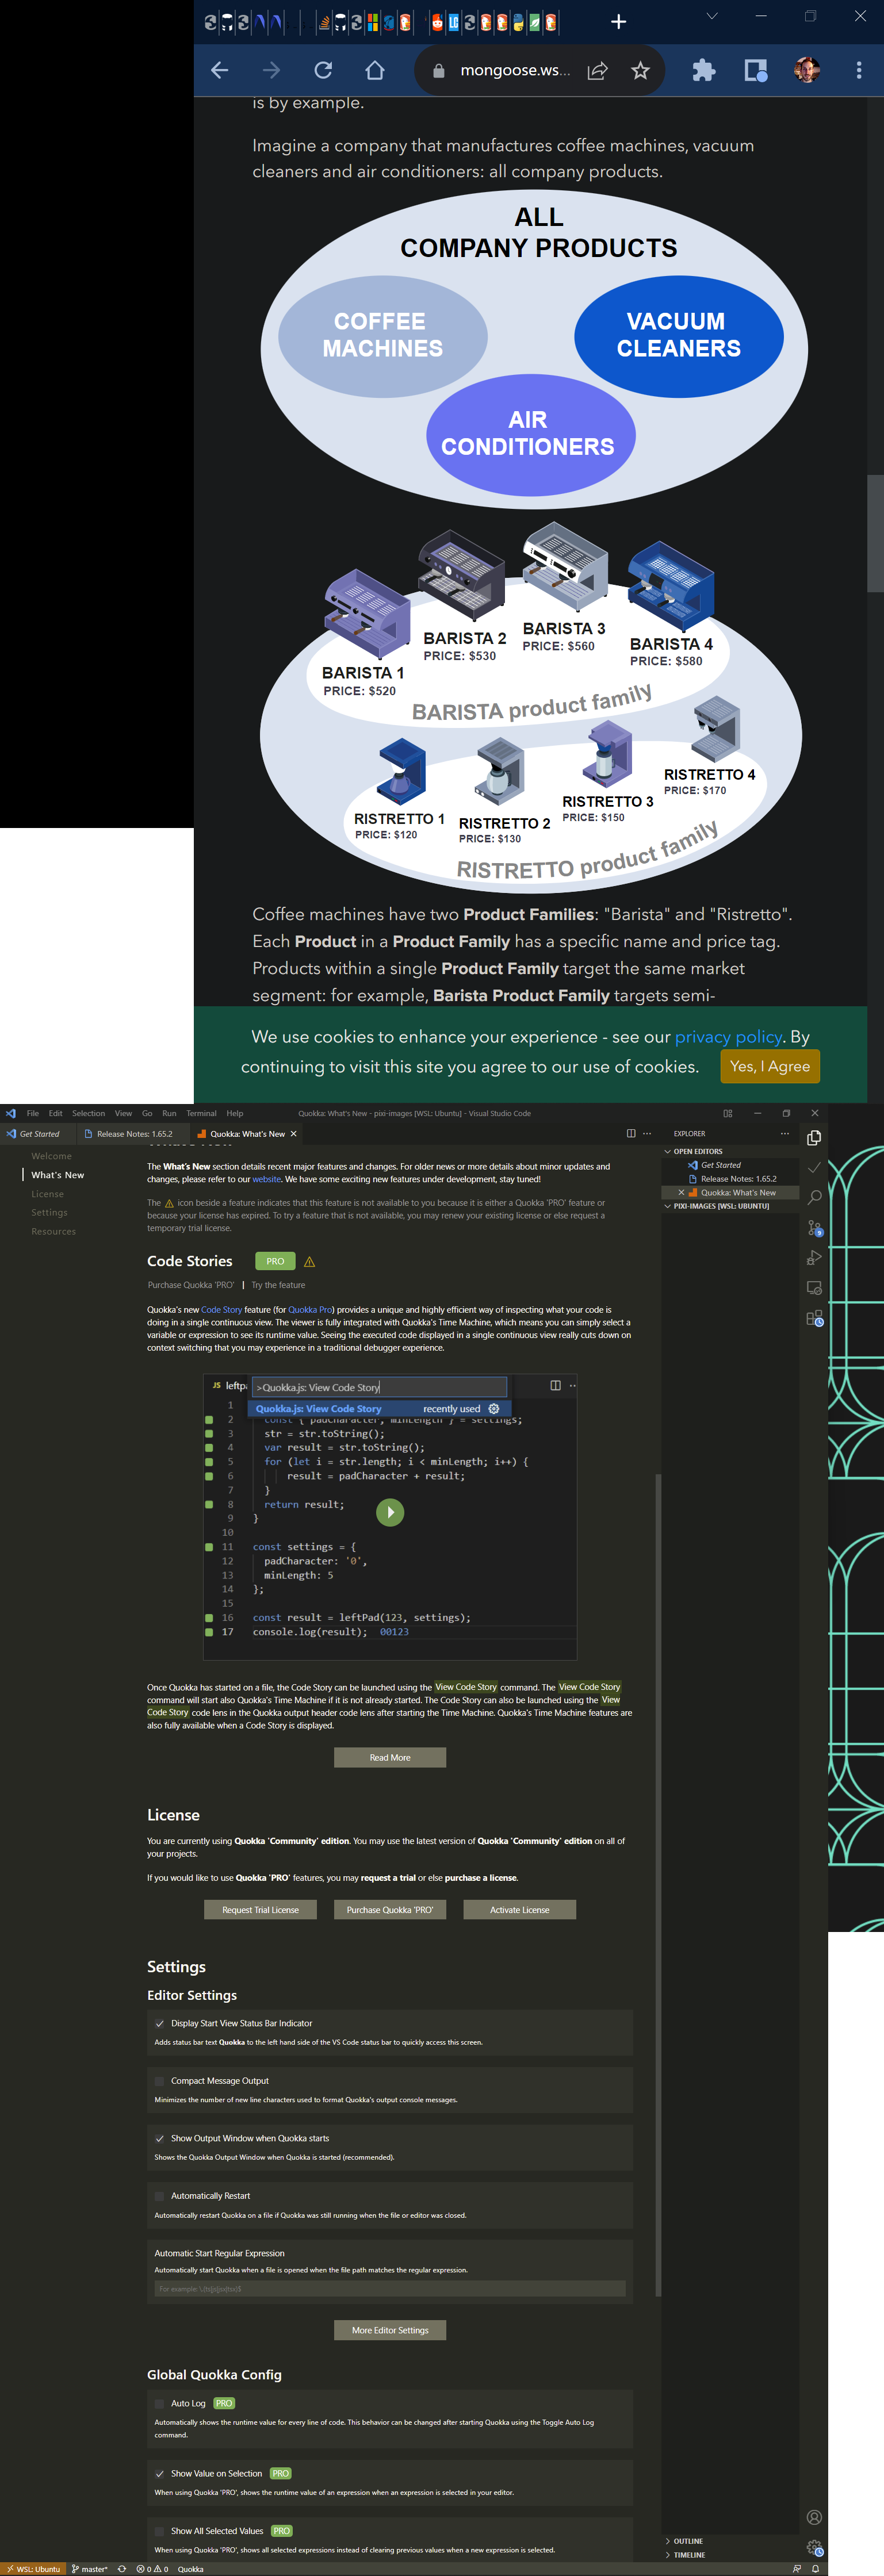 mongoose.ws...
is by example.
Imagine a company that manufactures coffee machines, vacuum
cleaners and air conditioners: all company products.
ALL
COMPANY PRODUCTS
COFFEE
MACHINES
VACUUM
CLEANERS
AIR
CONDITIONERS
BARISTA 1
PRICE: $520
BARISTA 2
PRICE: $530
BARISTA 3
PRICE: $560
BARISTA 4
PRICE: $580
BARISTA product family
RISTRETTO 1
PRICE: $120
RISTRETTO 2
PRICE: $130
RISTRETTO 3
PRICE: $150
RISTRETTO 4
PRICE: $170
RISTRETTO product family
Coffee machines have two Product Families: "Barista" and "Ristretto".
Each Product in a Product Family has a specific name and price tag.
Products within a single Product Family target the same market
segment: for example, Barista Product Family targets semi-
We use cookies to enhance your experience - see our privacy policy. By
continuing to visit this site you agree to our use of cookies. Yes, I Agree
File Edit Selection View Go Run Terminal Help Quokka: What's New - pixi-images [WSL: Ubuntu] - Visual Studio Code
Get Started Release Notes: 1.65.2 Quokka: What's New
EXPLORER
OPEN EDITORS
Get Started
Release Notes: 1.65.2
Quokka: What's New
PIXI-IMAGES [WSL: UBUNTU]
Welcome
What's New
License
Settings
Resources
The What's New section details recent major features and changes. For older news or more details about minor updates and
changes, please refer to our website. We have some exciting new features under development, stay tuned!
The icon beside a feature indicates that this feature is not available to you because it is either a Quokka 'PRO' feature or
because your license has expired. To try a feature that is not available, you may renew your existing license or else request a
temporary trial license.
Code Stories PRO
Purchase Quokka 'PRO' | Try the feature
Quokka's new Code Story feature (for Quokka Pro) provides a unique and highly efficient way of inspecting what your code is
doing in a single continuous view. The viewer is fully integrated with Quokka's Time Machine, which means you can simply select a
variable or expression to see its runtime value. Seeing the executed code displayed in a single continuous view really cuts down on
context switching that you may experience in a traditional debugger experience.
JS leftpa >Quokka.js: View Code Story
1 Quokka.js: View Code Story recently used
2 const { padCharacter, minLength } = settings;
3 str = str.toString();
4 var result = str.toString();
5 for (let i = str.length; i < minLength; i++) {
6 result = padCharacter + result;
7 }
8 return result;
9 }
10
11 const settings = {
12 padCharacter: '0',
13 minLength: 5
14 };
15
16 const result = leftPad(123, settings);
17 console.log(result); 00123
Once Quokka has started on a file, the Code Story can be launched using the View Code Story command. The View Code Story
command will start also Quokka's Time Machine if it is not already started. The Code Story can also be launched using the View
Code Story code lens in the Quokka output header code lens after starting the Time Machine. Quokka's Time Machine features are
also fully available when a Code Story is displayed.
Read More
License
You are currently using Quokka 'Community' edition. You may use the latest version of Quokka 'Community' edition on all of
your projects.
If you would like to use Quokka 'PRO' features, you may request a trial or else purchase a license.
Request Trial License Purchase Quokka 'PRO' Activate License
Settings
Editor Settings
Display Start View Status Bar Indicator
Adds status bar text Quokka to the left hand side of the VS Code status bar to quickly access this screen.
Compact Message Output
Minimizes the number of new line characters used to format Quokka's output console messages.
Show Output Window when Quokka starts
Shows the Quokka Output Window when Quokka is started (recommended).
Automatically Restart
Automatically restart Quokka on a file if Quokka was still running when the file or editor was closed.
Automatic Start Regular Expression
Automatically start Quokka when a file is opened when the file path matches the regular expression.
More Editor Settings
Global Quokka Config
Auto Log PRO
Automatically shows the runtime value for every line of code. This behavior can be changed after starting Quokka using the Toggle Auto Log
command.
Show Value on Selection PRO
When using Quokka 'PRO', shows the runtime value of an expression when an expression is selected in your editor.
Show All Selected Values PRO
When using Quokka 'PRO', shows all selected expressions instead of clearing previous values when a new expression is selected.
OUTLINE
TIMELINE
WSL: Ubuntu master* 0 0 Quokka